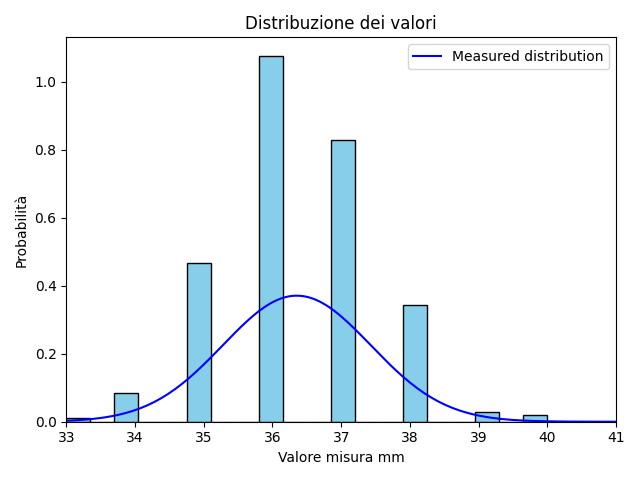 Distribuzione dei valori
Measured distribution
Probabilità
1.0
0.8
0.6
0.4
0.2
0.0
33 34 35 36 37 38 39 40 41
Valore misura mm